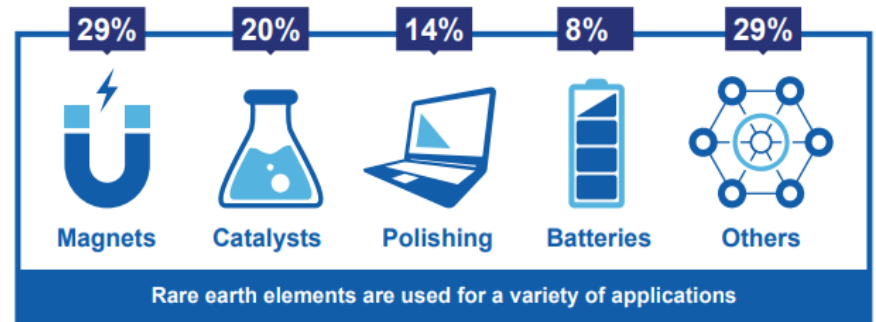 29% 20% 14% 8% 29%
Magnets Catalysts Polishing Batteries Others
Rare earth elements are used for a variety of applications